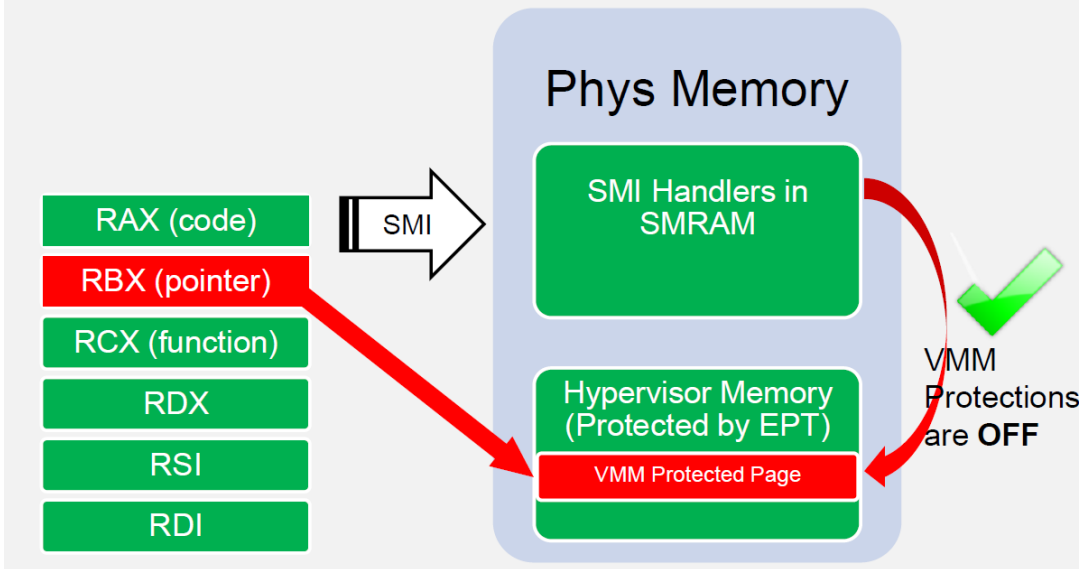 Phys Memory
SMI Handlers in
SMRAM
RAX (code)
SMI
RBX (pointer)
RCX (function)
RDX
RSI
RDI
Hypervisor Memory
(Protected by EPT)
VMM Protected Page
VMM
Protections
are OFF